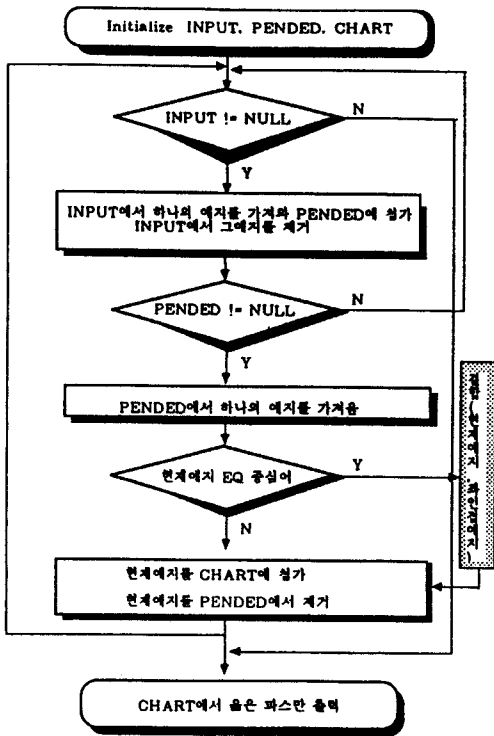 Initialize INPUT. PENDED. CHART
INPUT != NULL
N
Y
INPUT에서 하나의 에지를 가져와 PENDED에 첨가
INPUT에서 그에지를 제거
PENDED != NULL
N
Y
PENDED에서 하나의 에지를 가져옴
현재에지 EQ 중심어
Y
N
현재에지를 CHART에 첨가
현재에지를 PENDED에서 제거
CHART에서 옳은 파스만 출력